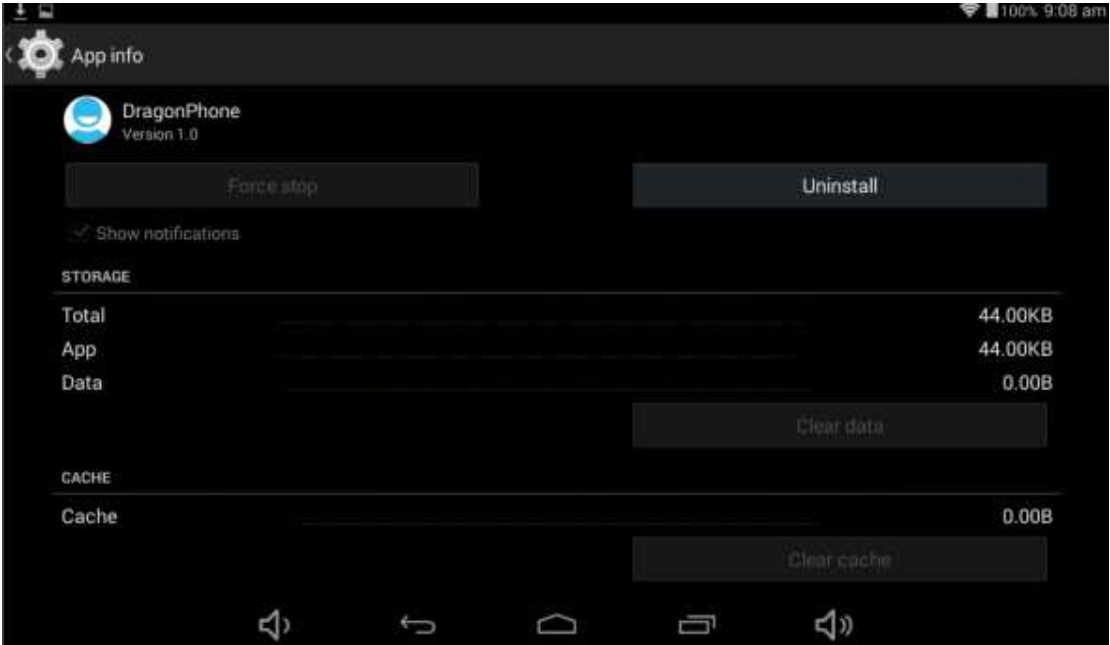 100% 9:08 am
App info
DragonPhone
Version 1.0
Force stop Uninstall
Show notifications
STORAGE
Total 44.00KB
App 44.00KB
Data 0.00B
Clear data
CACHE
Cache 0.00B
Clear cache